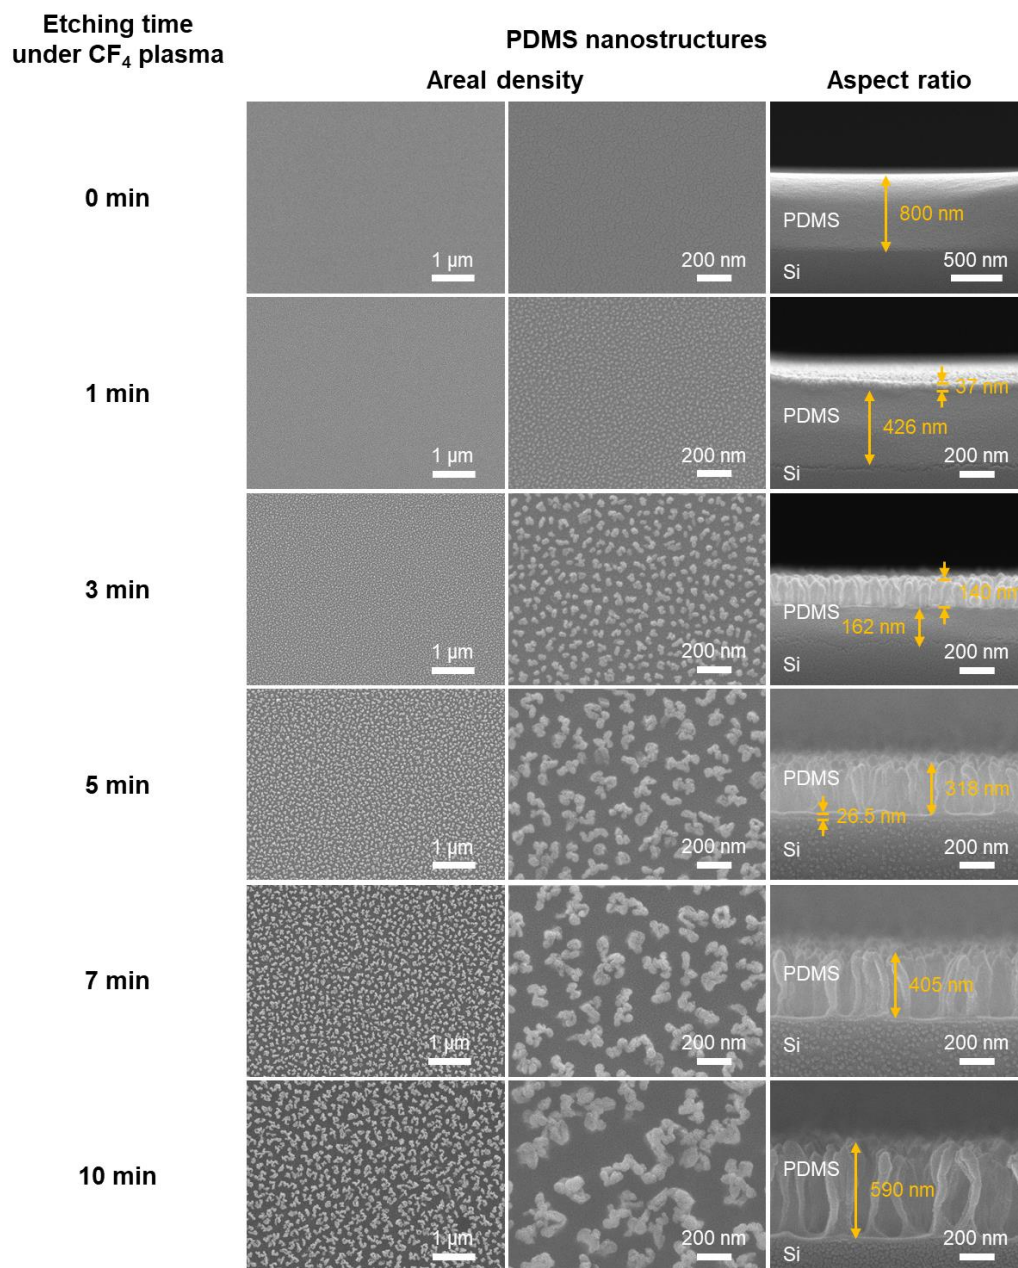 Etching time
under CF4 plasma
PDMS nanostructures
Areal density
Aspect ratio
0 min
1 µm
200 nm
PDMS
800 nm
Si
500 nm
1 min
1 µm
200 nm
37 nm
PDMS
426 nm
Si
200 nm
3 min
1 µm
200 nm
140 nm
PDMS
162 nm
Si
200 nm
5 min
1 µm
200 nm
PDMS
318 nm
26.5 nm
Si
200 nm
7 min
1 µm
200 nm
PDMS
405 nm
Si
200 nm
10 min
1 µm
200 nm
PDMS
590 nm
Si
200 nm